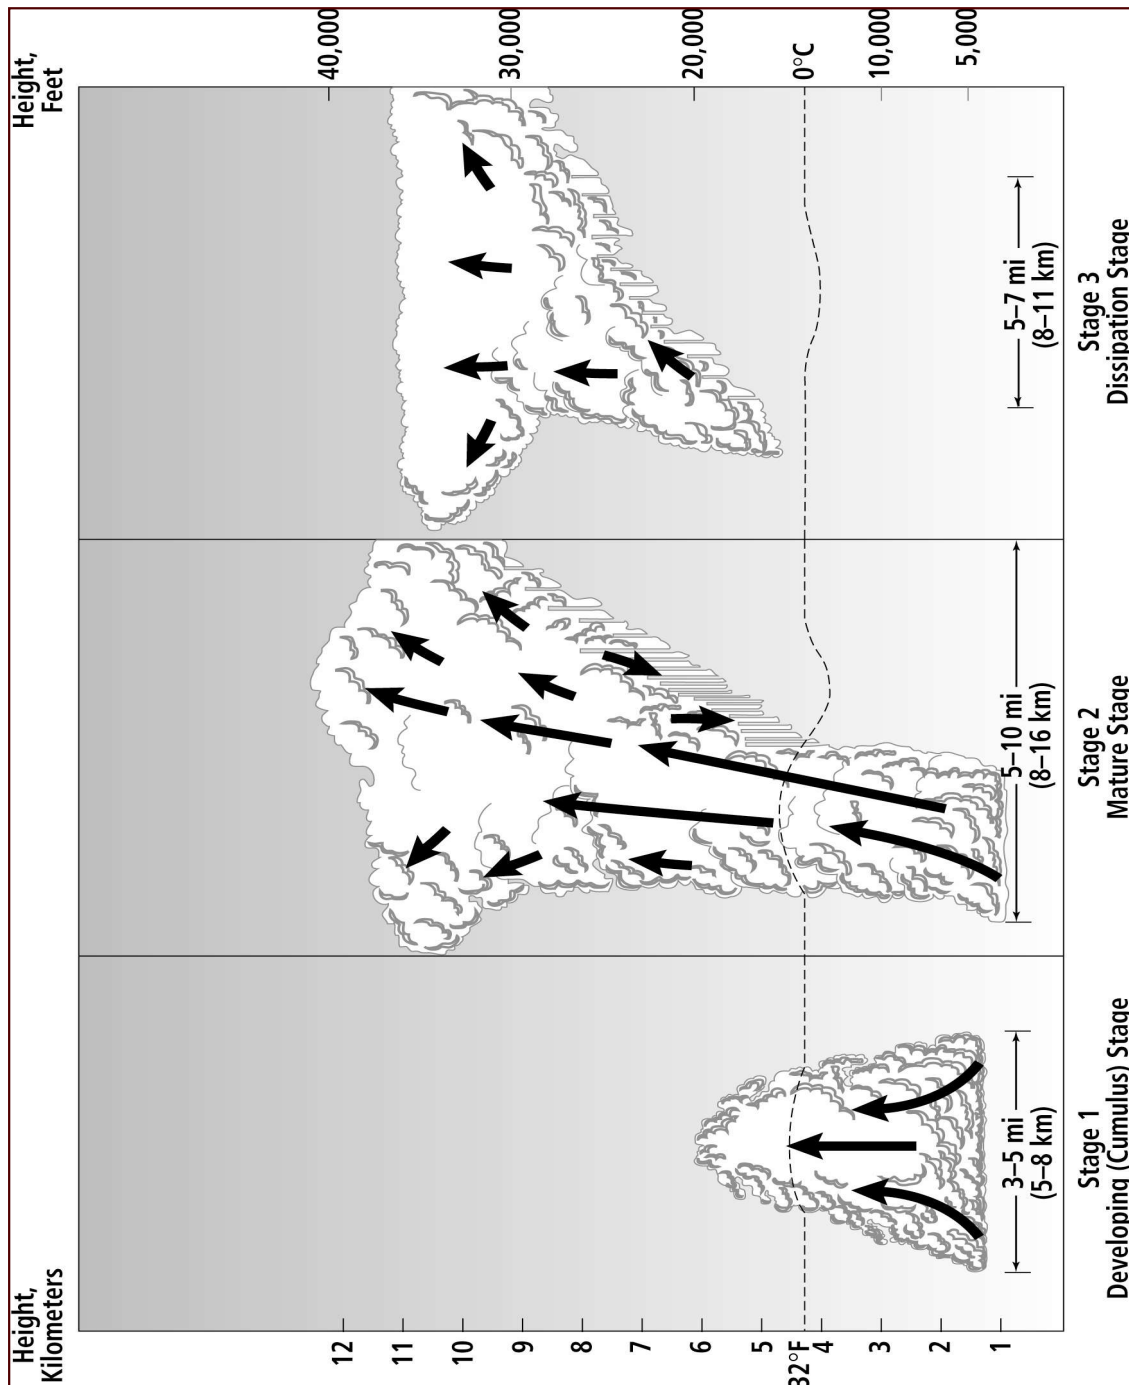 Height,
Kilometers
12
11
10
9
8
7
6
5
32°F
4
3
2
1
Height,
Feet
40,000
30,000
20,000
0°C
10,000
5,000
3–5 mi
(5–8 km)
Stage 1
Developing (Cumulus) Stage
5–10 mi
(8–16 km)
Stage 2
Mature Stage
5–7 mi
(8–11 km)
Stage 3
Dissipation Stage